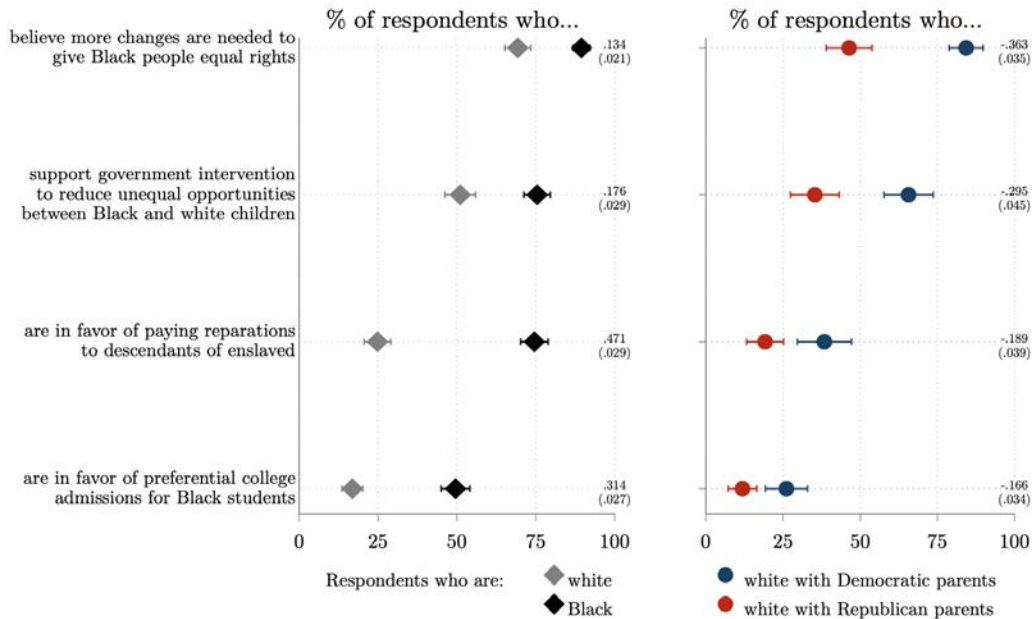 % of respondents who...
% of respondents who...
believe more changes are needed to
give Black people equal rights
.134
(.021)
-.363
(.035)
support government intervention
to reduce unequal opportunities
between Black and white children
.176
(.029)
-.295
(.045)
are in favor of paying reparations
to descendants of enslaved
.471
(.029)
-.189
(.039)
are in favor of preferential college
admissions for Black students
.314
(.027)
-.166
(.034)
0 25 50 75 100
0 25 50 75 100
Respondents who are:
white
Black
white with Democratic parents
white with Republican parents